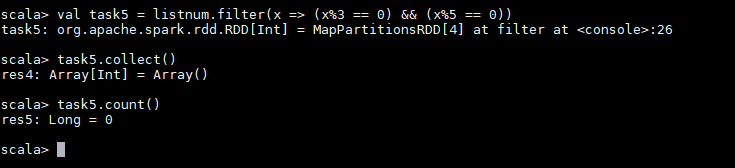 scala> val task5 = listnum.filter(x => (x%3 == 0) && (x%5 == 0))
task5: org.apache.spark.rdd.RDD[Int] = MapPartitionsRDD[4] at filter at <console>:26
scala> task5.collect()
res4: Array[Int] = Array()
scala> task5.count()
res5: Long = 0
scala>